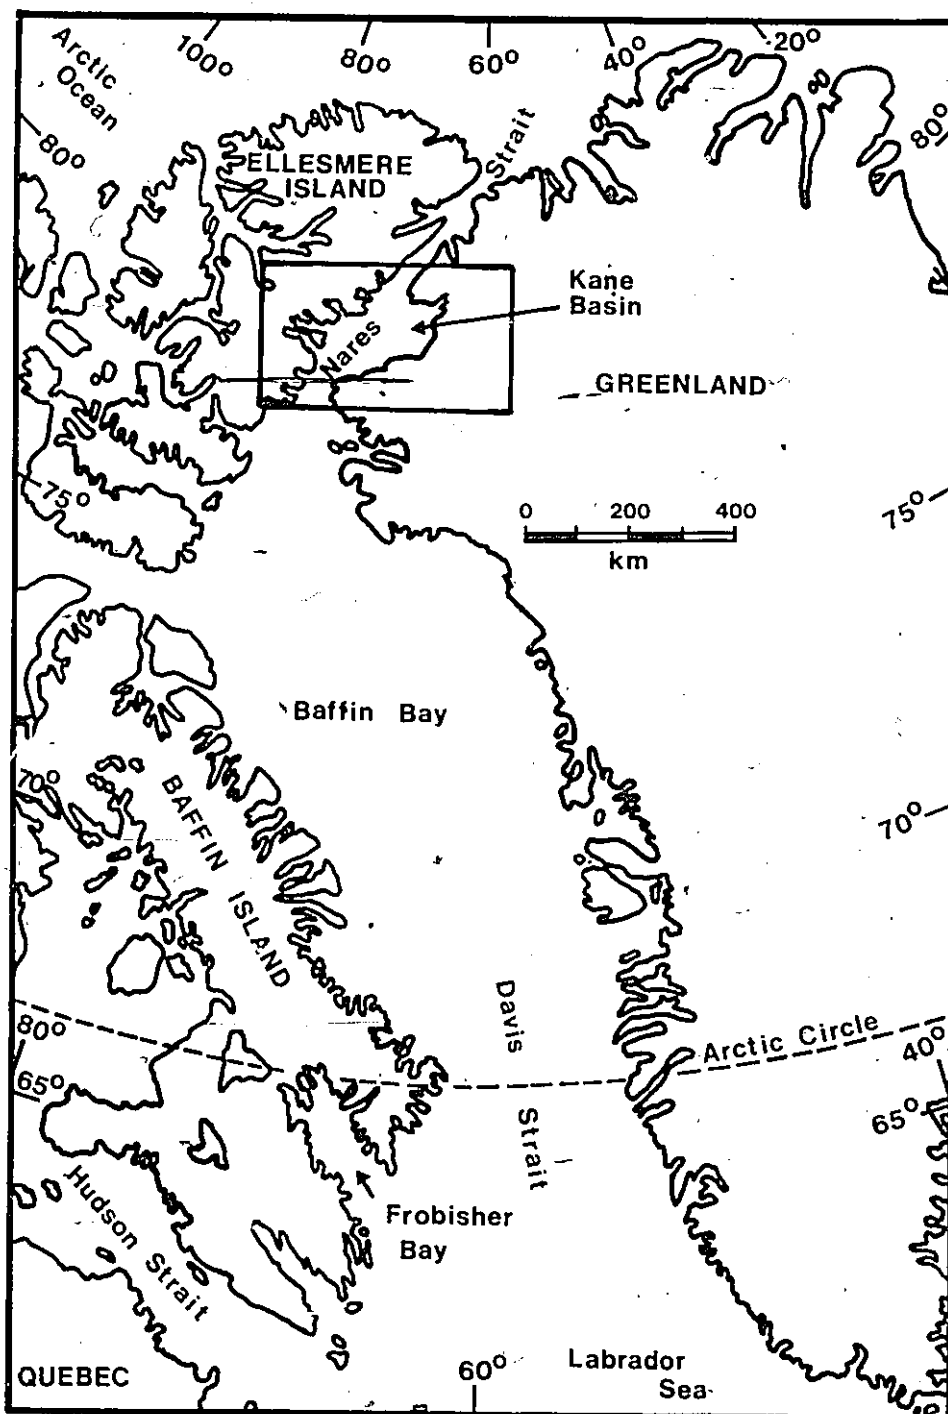 100°
80°
60°
40°
20°
Arctic
Ocean
80°
80°
Strait
ELLESMERE
ISLAND
Kane
Basin
Nares
GREENLAND
75°
75°
0 200 400
km
Baffin Bay
70°
70°
BAFFIN ISLAND
Davis
Strait
Arctic Circle
80°
65°
40°
65°
Hudson Strait
Frobisher
Bay
QUEBEC
60°
Labrador
Sea